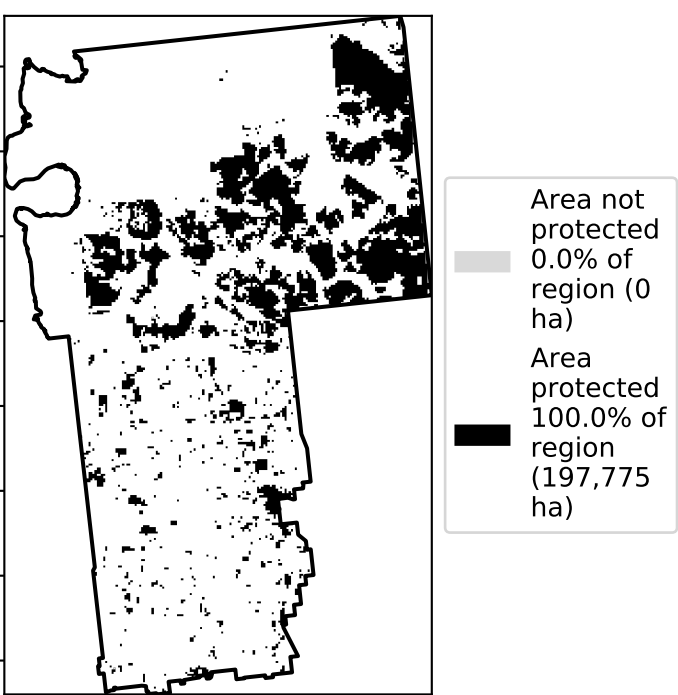 Area not
protected
0.0% of
region (0
ha)
Area
protected
100.0% of
region
(197,775
ha)